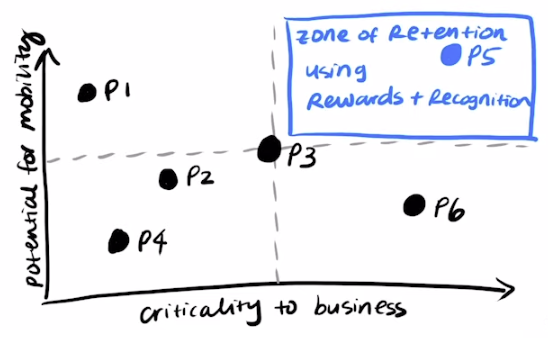 zone of Retention
using
Rewards + Recognition
P5
P1
P3
P2
P6
P4
potential for mobility
criticality to business